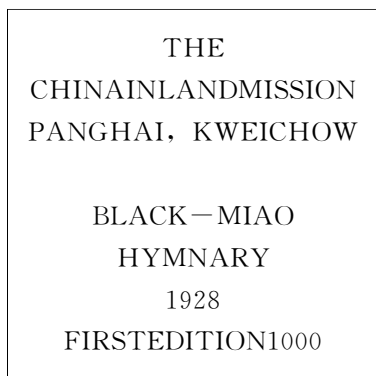 THE
CHINAINLANDMISSION
PANGHAI, KWEICHOW
BLACK—MIAO
HYMNARY
1928
FIRSTEDITION1000